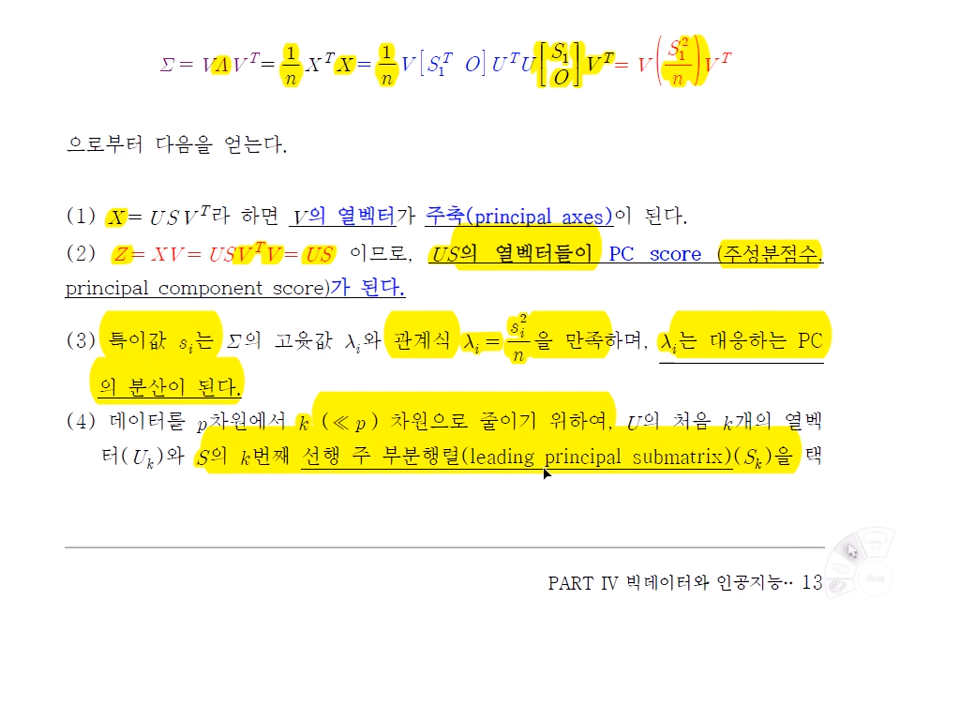 Σ = VΛV^T = 1/n X^T X = 1/n V [S_1^T O] U^T U [S_1 O] V^T = V (S_1^2/n) V^T
으로부터 다음을 얻는다.
(1) X = USV^T라 하면 V의 열벡터가 주축(principal axes)이 된다.
(2) Z = XV = USV^T V = US 이므로, US의 열벡터들이 PC score (주성분점수,
principal component score)가 된다.
(3) 특이값 s_i는 Σ의 고윳값 λ_i와 관계식 λ_i = s_i^2/n 을 만족하며, λ_i는 대응하는 PC
의 분산이 된다.
(4) 데이터를 p차원에서 k (≪p) 차원으로 줄이기 위하여, U의 처음 k개의 열벡
터(U_k)와 S의 k번째 선행 주 부분행렬(leading principal submatrix)(S_k)을 택
PART IV 빅데이터와 인공지능·· 13